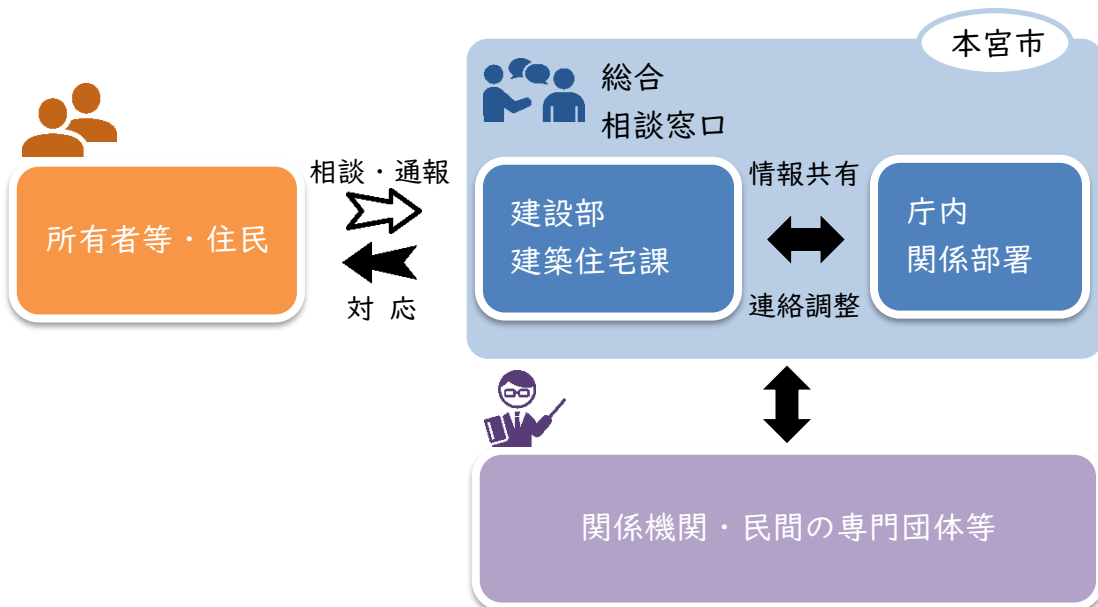 本宮市
総合
相談窓口
相談・通報
所有者等・住民
対 応
建設部
建築住宅課
情報共有
連絡調整
庁内
関係部署
関係機関・民間の専門団体等